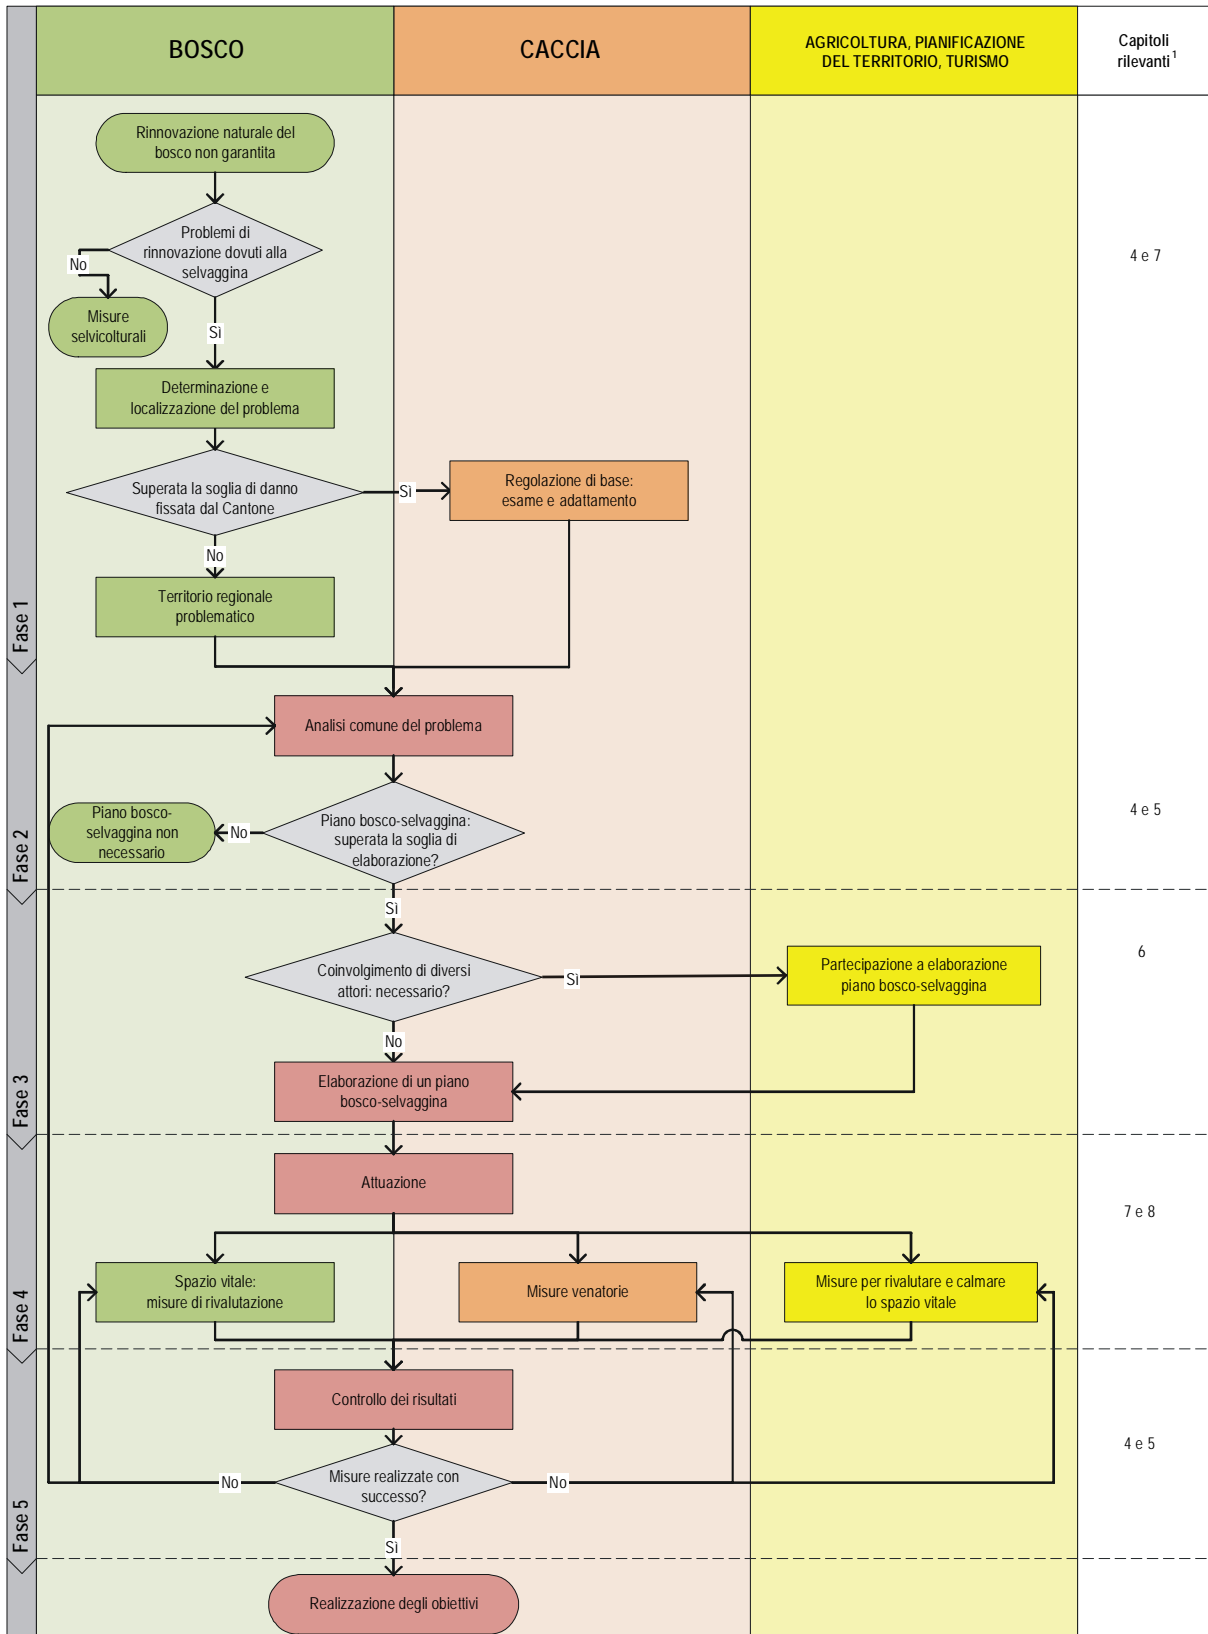 BOSCO
CACCIA
AGRICOLTURA, PIANIFICAZIONE
DEL TERRITORIO, TURISMO
Capitoli
rilevanti 1
Fase 1
Rinnovazione naturale del
bosco non garantita
Problemi di
rinnovazione dovuti alla
selvaggina
4 e 7
No
Misure
selvicolturali
Sì
Determinazione e
localizzazione del problema
Superata la soglia di danno
fissata dal Cantone
Sì
Regolazione di base:
esame e adattamento
No
Territorio regionale
problematico
Fase 2
Analisi comune del problema
Piano bosco-selvaggina:
superata la soglia di
elaborazione?
No
Piano bosco-
selvaggina non
necessario
4 e 5
Fase 3
Sì
Coinvolgimento di diversi
attori: necessario?
Sì
Partecipazione a elaborazione
piano bosco-selvaggina
6
No
Elaborazione di un piano
bosco-selvaggina
Fase 4
Attuazione
7 e 8
Spazio vitale:
misure di rivalutazione
Misure venatorie
Misure per rivalutare e calmare
lo spazio vitale
Fase 5
Controllo dei risultati
4 e 5
Misure realizzate con
successo?
No
No
Sì
Realizzazione degli obiettivi